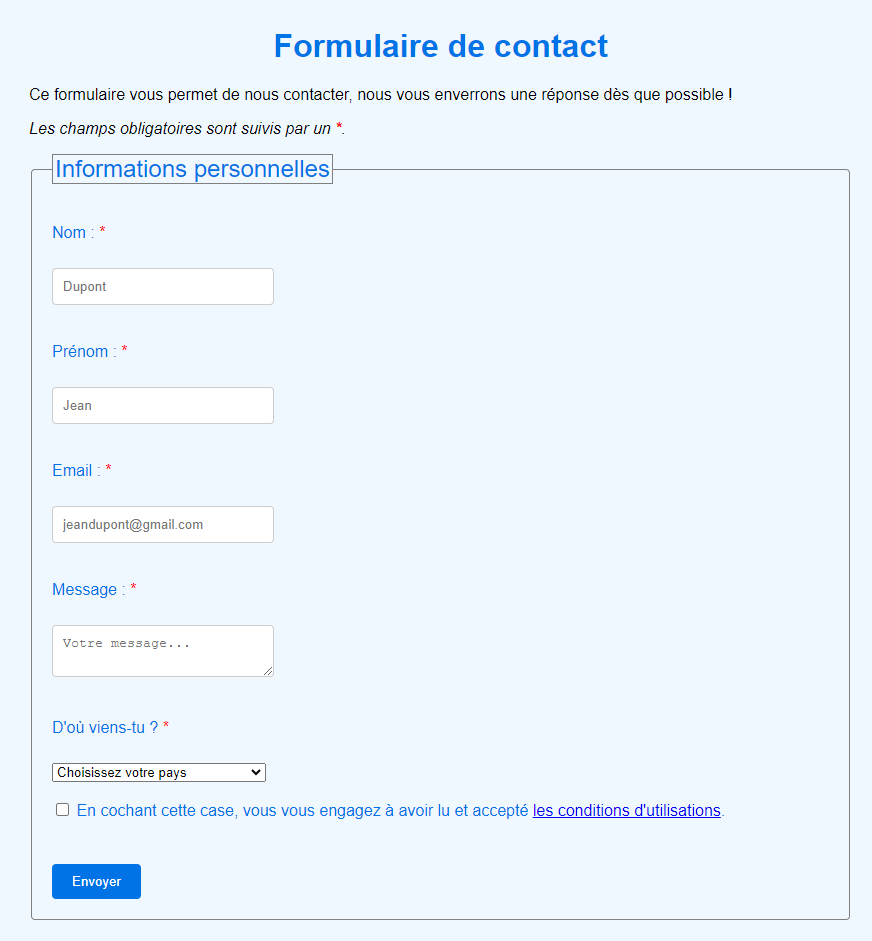 Formulaire de contact
Ce formulaire vous permet de nous contacter, nous vous enverrons une réponse dès que possible !
Les champs obligatoires sont suivis par un *.
Informations personnelles
Nom : *
Dupont
Prénom : *
Jean
Email : *
jeandupont@gmail.com
Message : *
Votre message...
D'où viens-tu ? *
Choisissez votre pays
En cochant cette case, vous vous engagez à avoir lu et accepté les conditions d'utilisations.
Envoyer